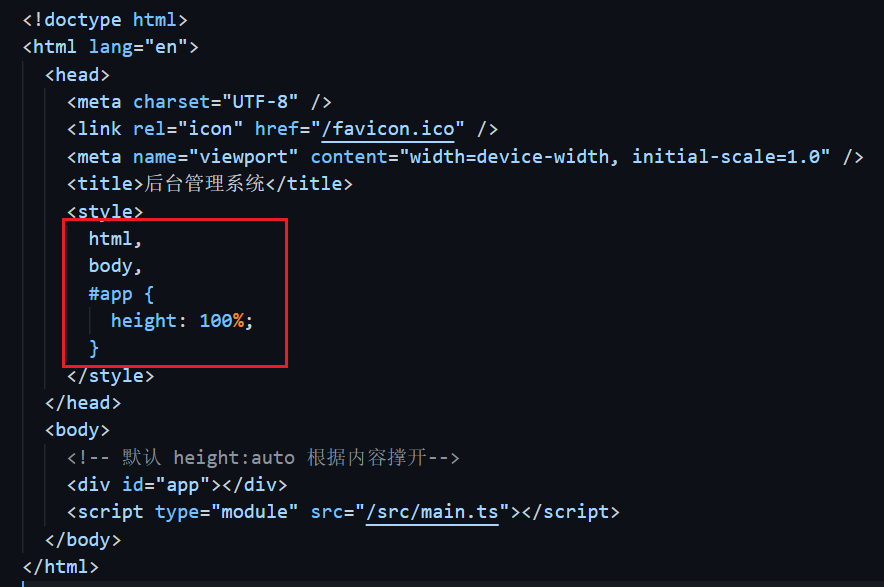 <!doctype html>
<html lang="en">
<head>
<meta charset="UTF-8" />
<link rel="icon" href="/favicon.ico" />
<meta name="viewport" content="width=device-width, initial-scale=1.0" />
<title>后台管理系统</title>
<style>
html,
body,
#app {
height: 100%;
}
</style>
</head>
<body>
<!-- 默认 height:auto 根据内容撑开-->
<div id="app"></div>
<script type="module" src="/src/main.ts"></script>
</body>
</html>